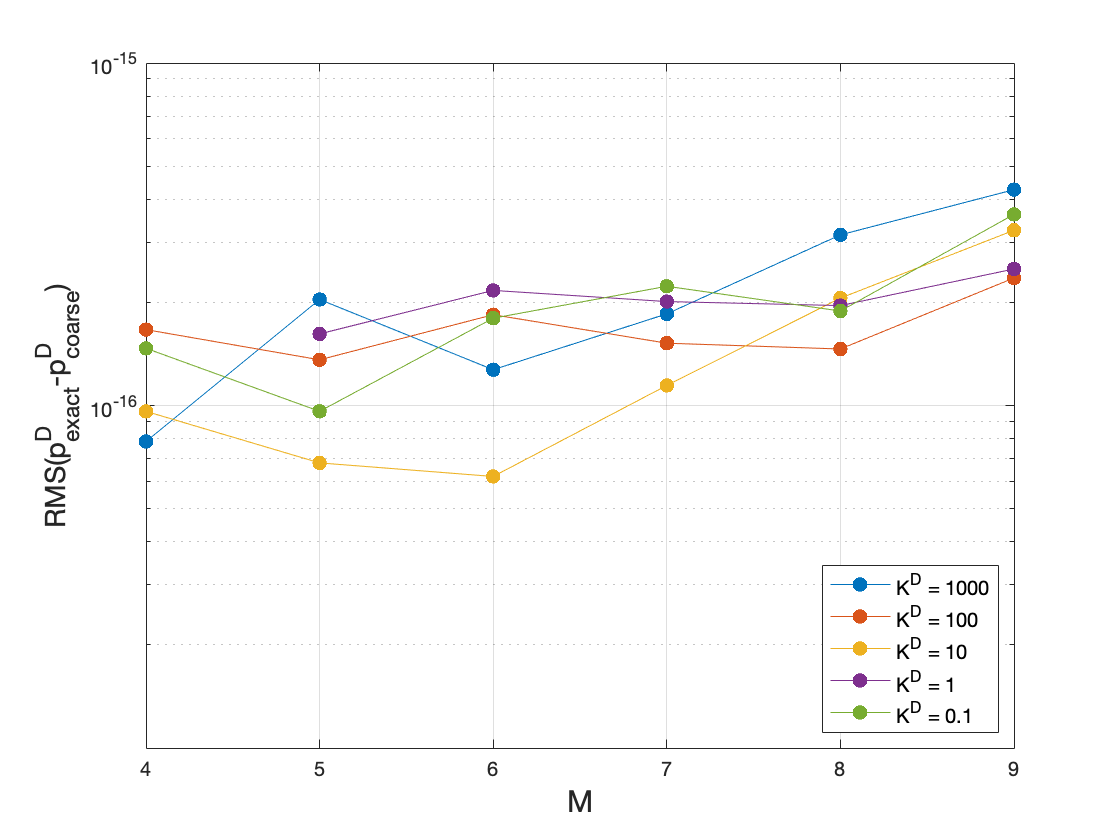 10^-15
10^-16
RMS(p^D_exact-p^D_coarse)
4 5 6 7 8 9
M
K^D = 1000
K^D = 100
K^D = 10
K^D = 1
K^D = 0.1